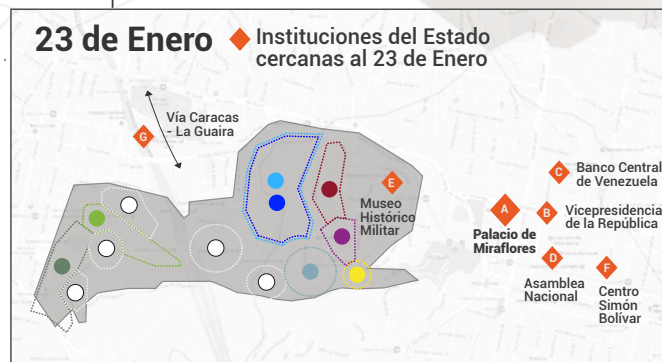 23 de Enero
Instituciones del Estado
cercanas al 23 de Enero
G
Vía Caracas
- La Guaira
E
Museo
Histórico
Militar
C
Banco Central
de Venezuela
A
Palacio de
Miraflores
B
Vicepresidencia
de la República
D
Asamblea
Nacional
F
Centro
Simón
Bolívar